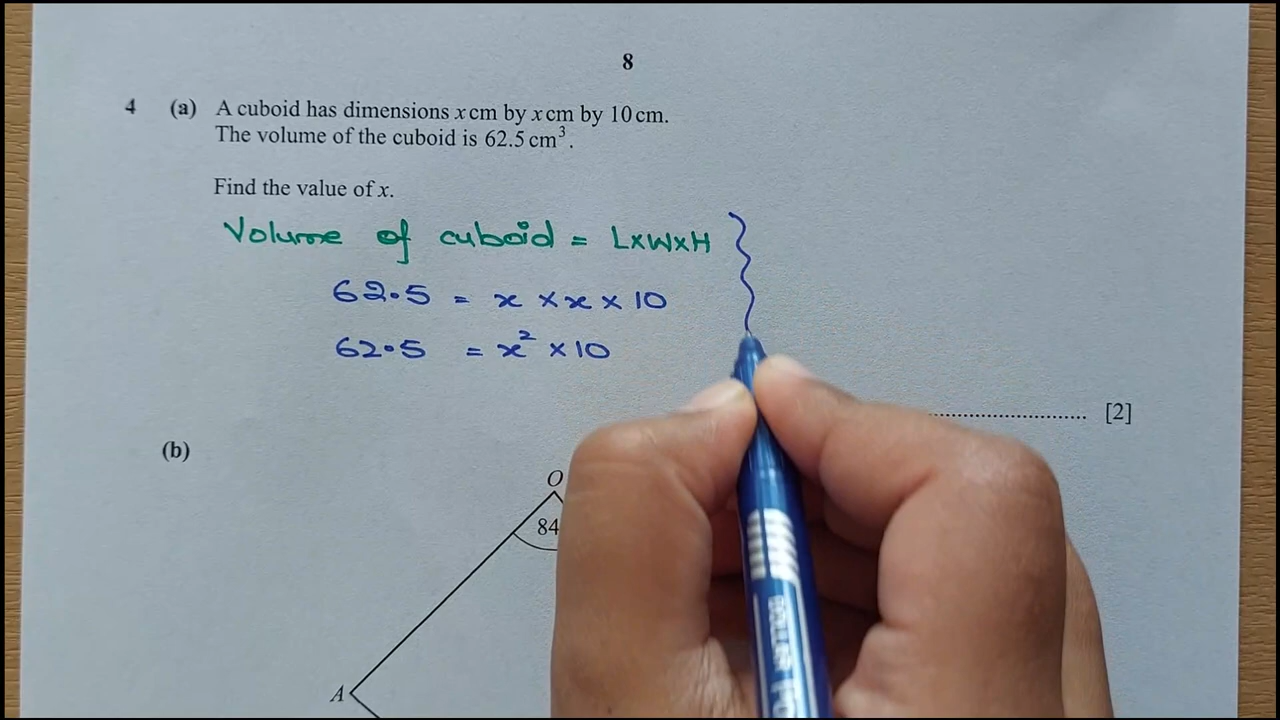 8
4 (a) A cuboid has dimensions x cm by x cm by 10 cm.
The volume of the cuboid is 62.5 cm³.
Find the value of x.
Volume of cuboid = L×W×H
62.5 = x × x × 10
62.5 = x² × 10
.............................. [2]
(b)
O
84
A